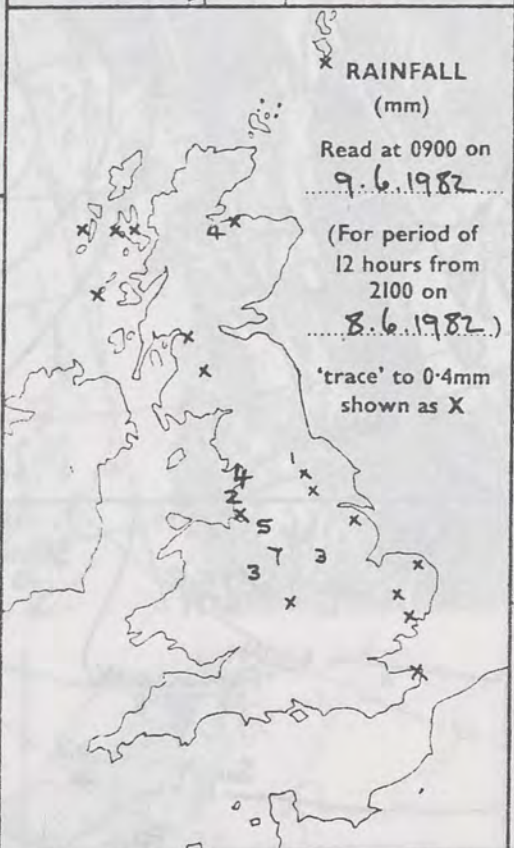 x RAINFALL
(mm)
Read at 0900 on
9.6.1982
x x x 4 x (For period of
12 hours from
x 2100 on
8.6.1982)
x
x 'trace' to 0·4mm
shown as X
1
4 x
x x
2
x 5 x
7 3
3 x
x x
x
x